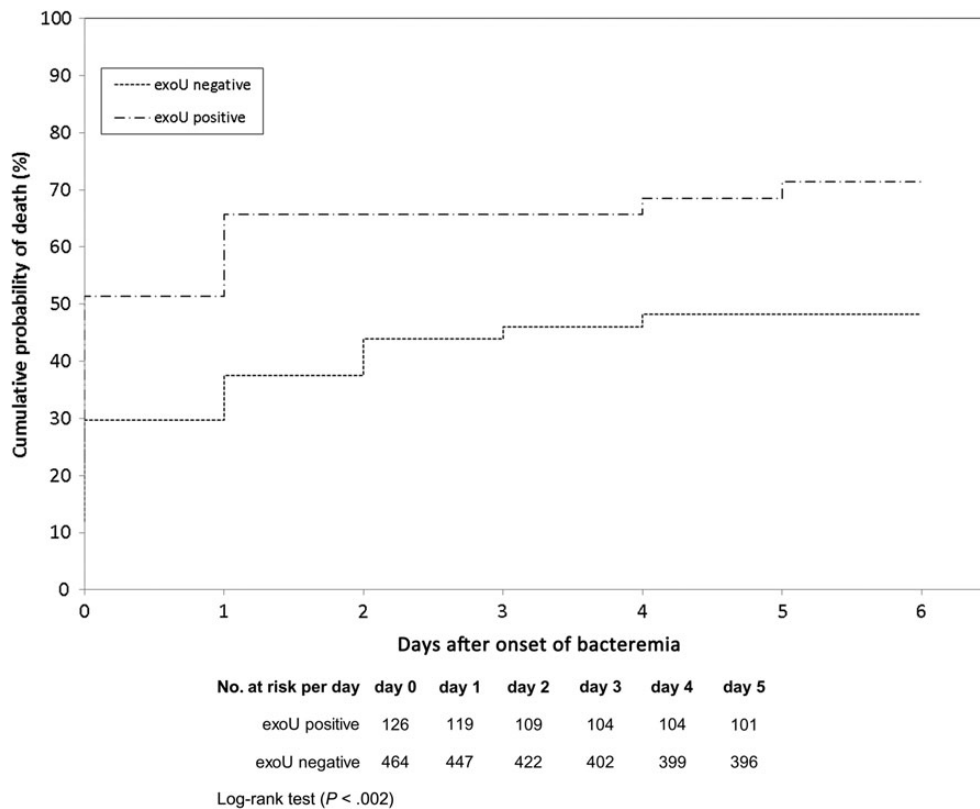 100
90
80
70
60
50
40
30
20
10
0
Cumulative probability of death (%)
exoU negative
exoU positive
0 1 2 3 4 5 6
Days after onset of bacteremia
No. at risk per day day 0 day 1 day 2 day 3 day 4 day 5
exoU positive 126 119 109 104 104 101
exoU negative 464 447 422 402 399 396
Log-rank test (P < .002)